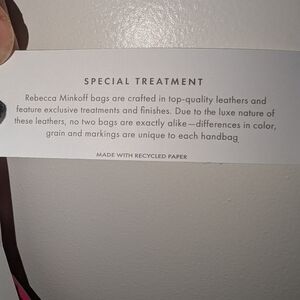 SPECIAL TREATMENT
Rebecca Minkoff bags are crafted in top-quality leathers and
feature exclusive treatments and finishes. Due to the luxe nature of
these leathers, no two bags are exactly alike—differences in color,
grain and markings are unique to each handbag
MADE WITH RECYCLED PAPER